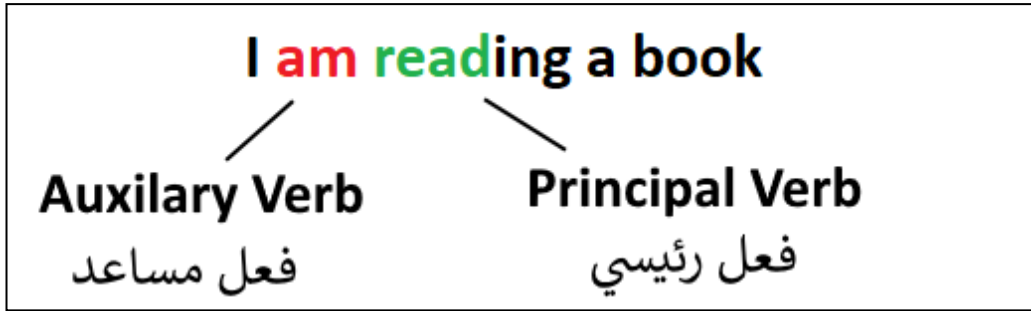 I am reading a book
Auxilary Verb
Principal Verb
فعل مساعد
فعل رئيسي